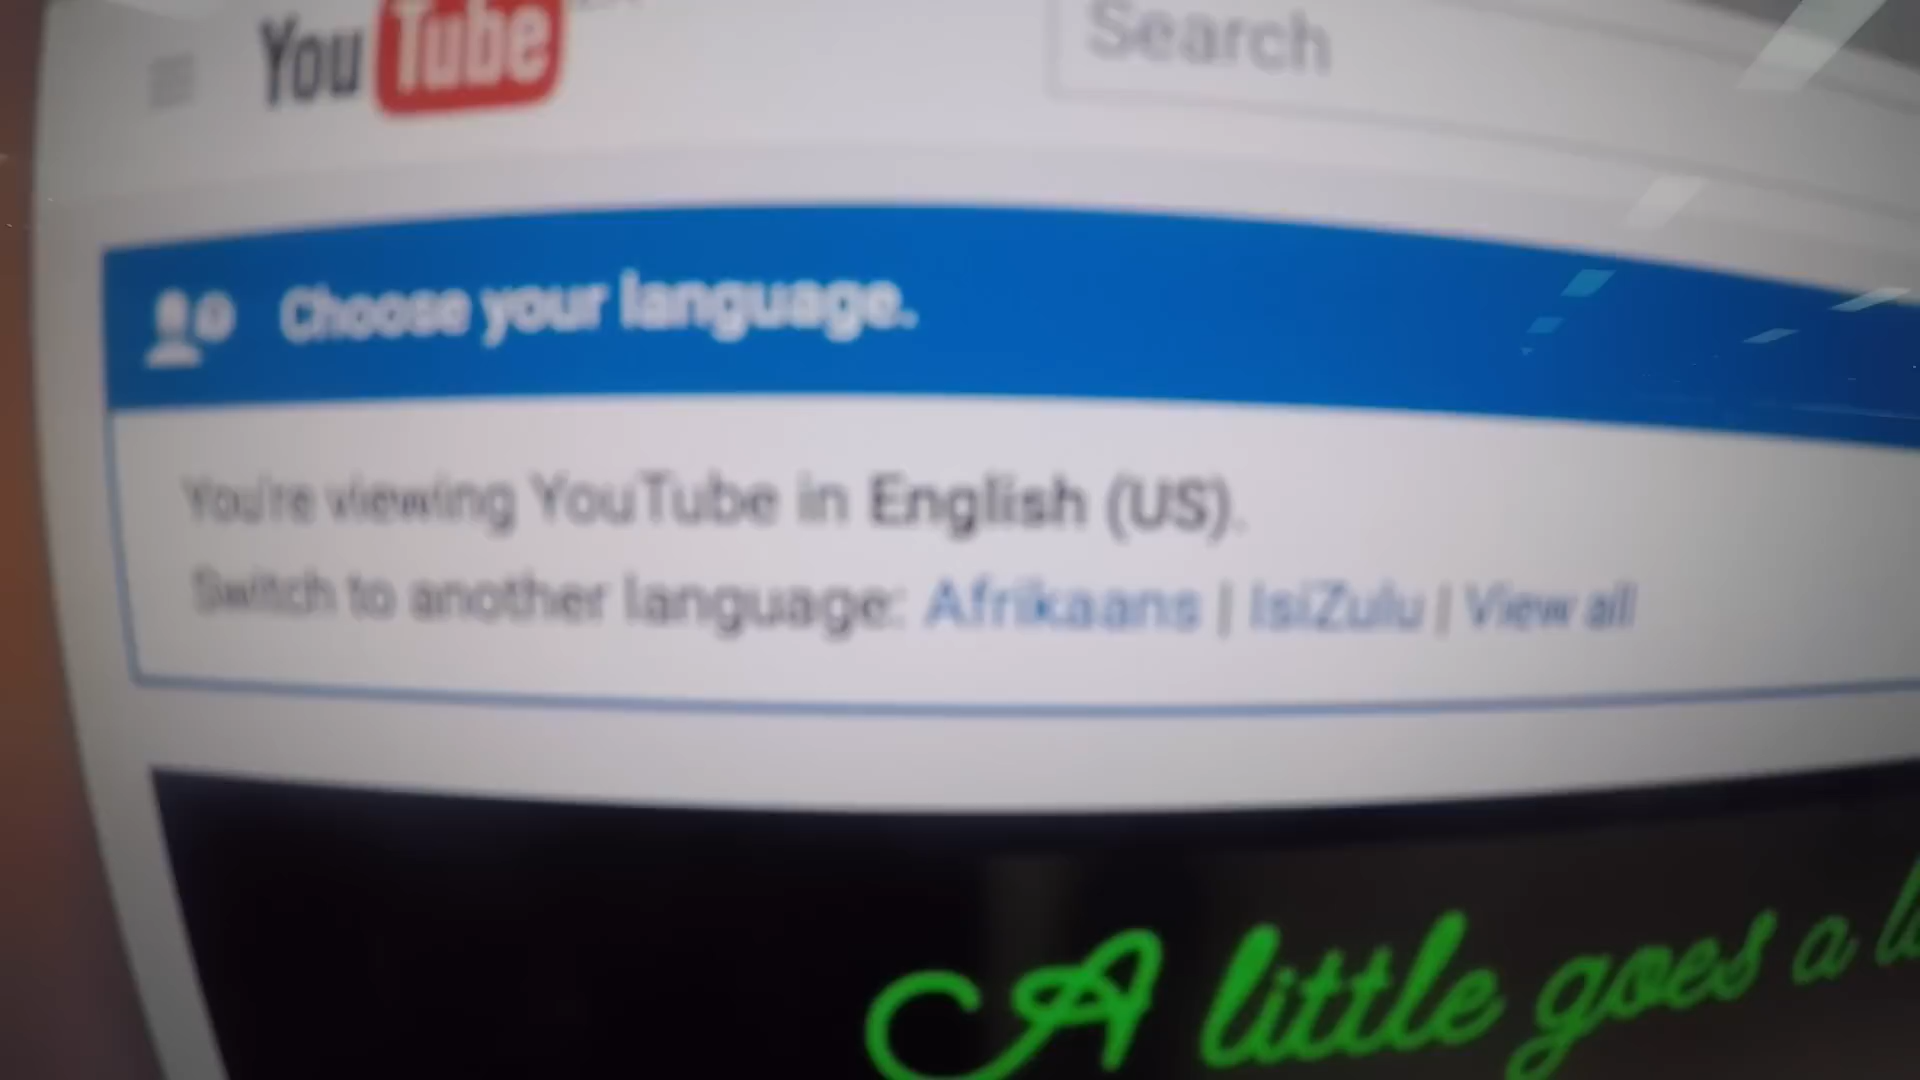 YouTube
Search
Choose your language.
You're viewing YouTube in English (US).
Switch to another language: Afrikaans | IsiZulu | View all
A little goes a